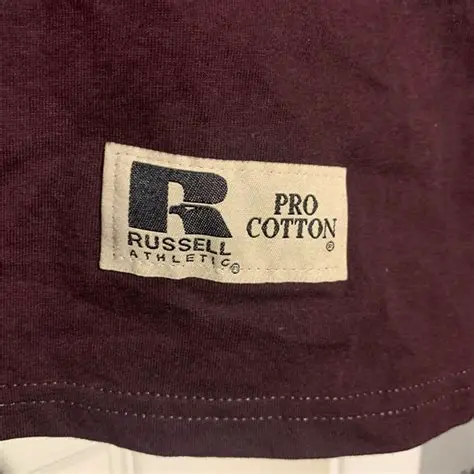 R
RUSSELL
ATHLETIC®
PRO
COTTON®